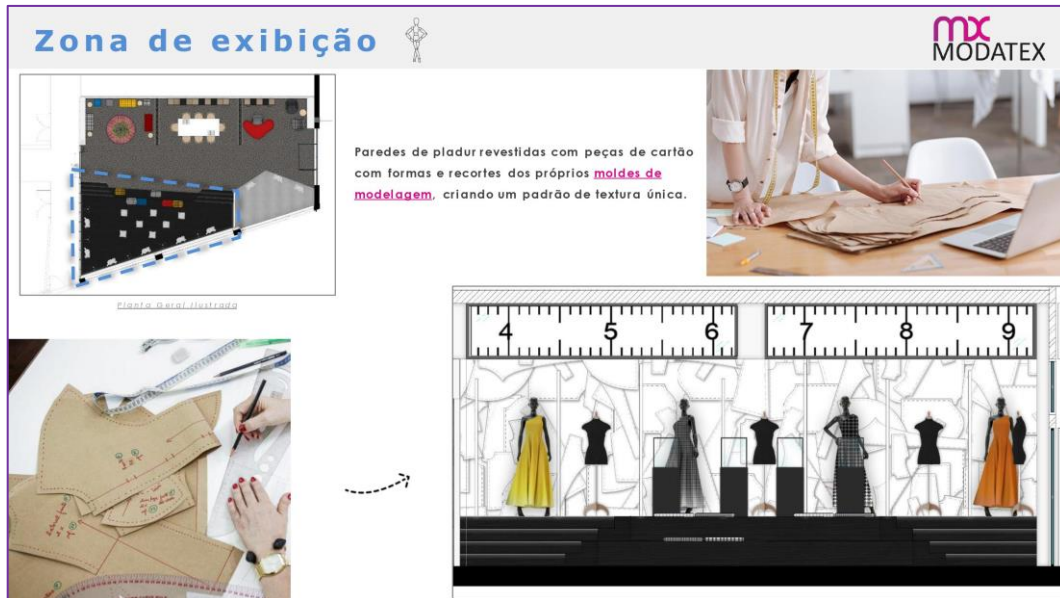 Zona de exibição
mx
MODATEX
Paredes de pladur revestidas com peças de cartão
com formas e recortes dos próprios moldes de
modelagem, criando um padrão de textura única.
Planta Geral Ilustrada
4 5 6 7 8 9